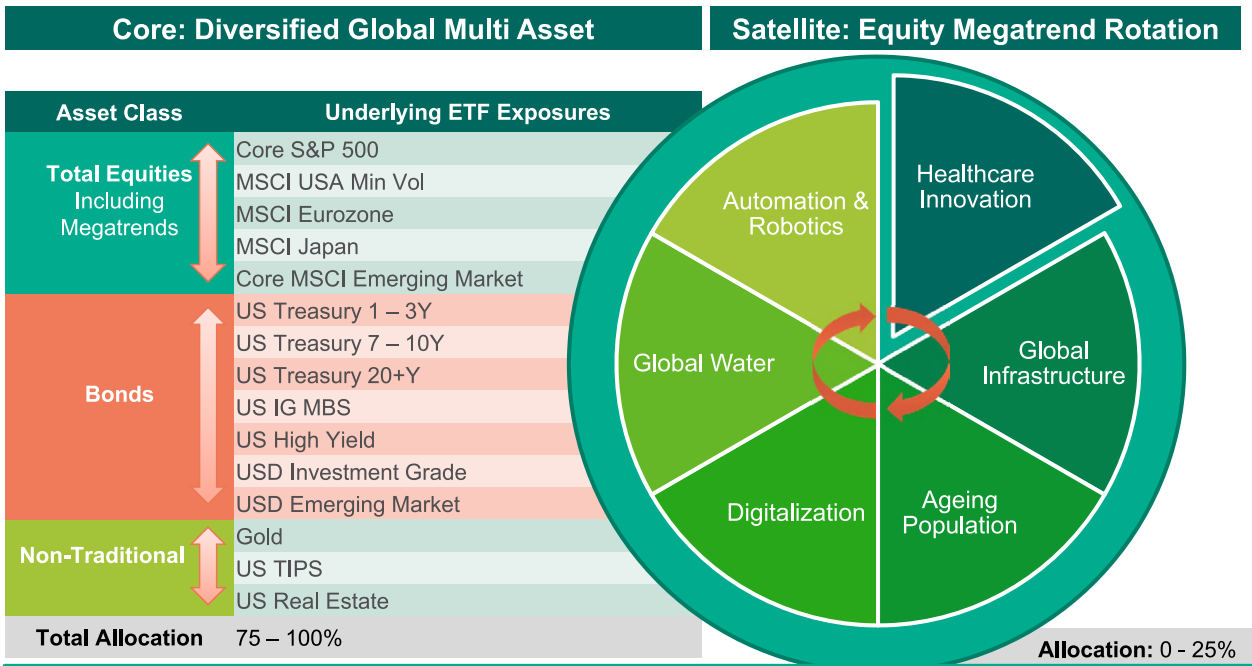 Core: Diversified Global Multi Asset
Satellite: Equity Megatrend Rotation
Asset Class
Underlying ETF Exposures
Total Equities
Including
Megatrends
Core S&P 500
MSCI USA Min Vol
MSCI Eurozone
MSCI Japan
Core MSCI Emerging Market
Bonds
US Treasury 1 – 3Y
US Treasury 7 – 10Y
US Treasury 20+Y
US IG MBS
US High Yield
USD Investment Grade
USD Emerging Market
Non-Traditional
Gold
US TIPS
US Real Estate
Total Allocation
75 – 100%
Healthcare
Innovation
Global
Infrastructure
Ageing
Population
Digitalization
Global Water
Automation &
Robotics
Allocation: 0 - 25%